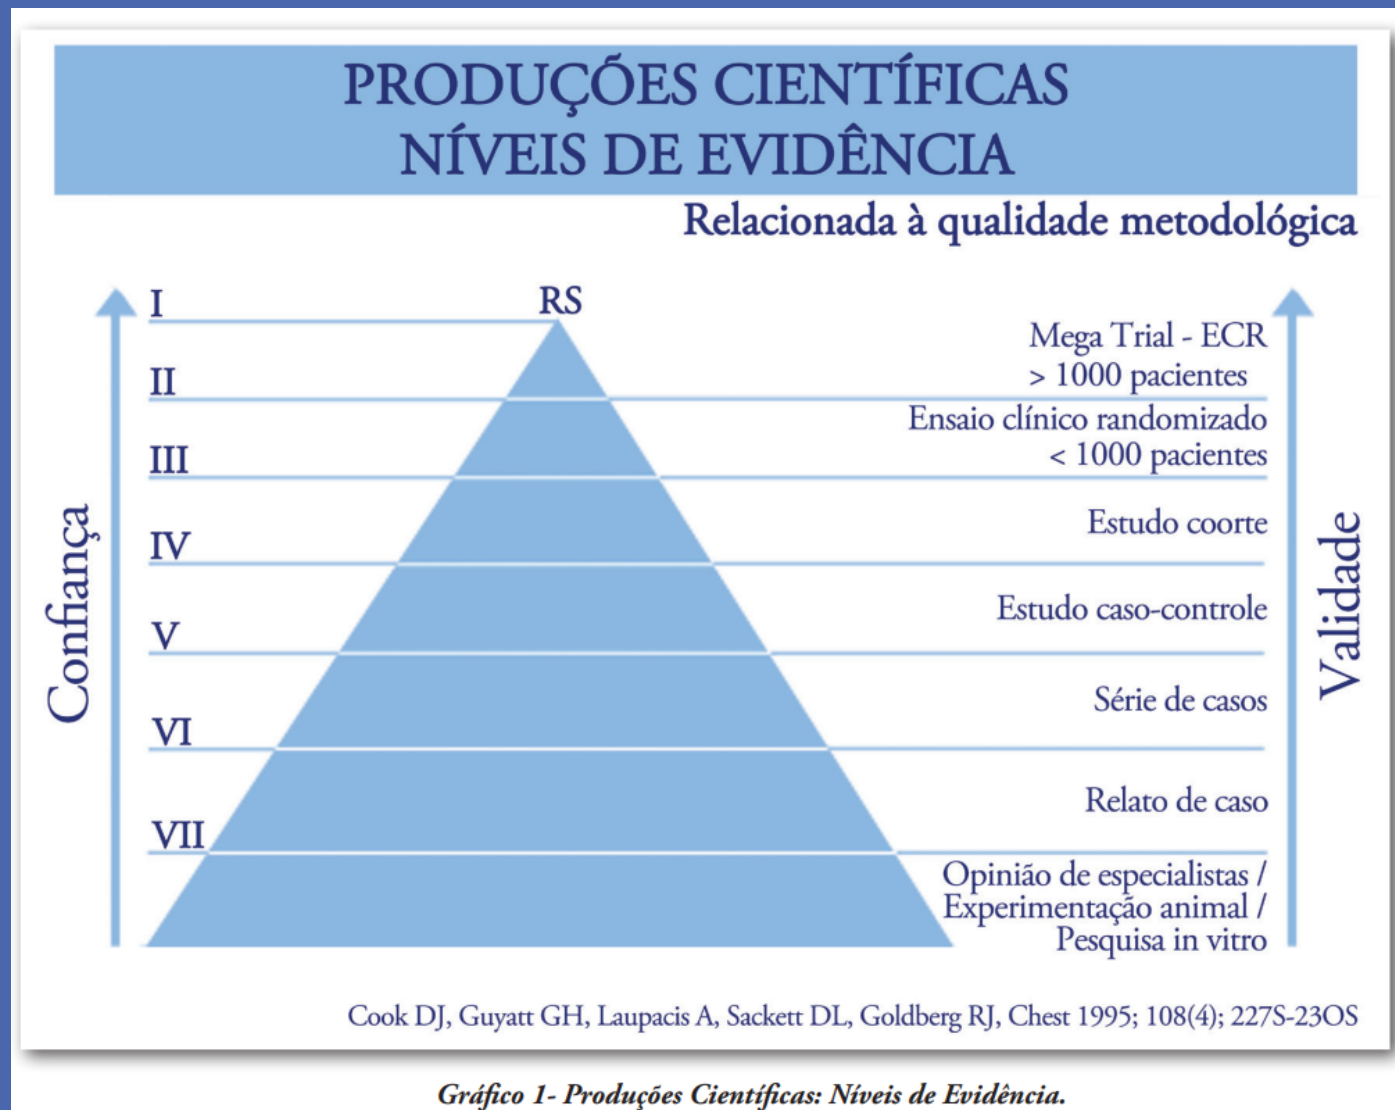 PRODUÇÕES CIENTÍFICAS
NÍVEIS DE EVIDÊNCIA
Relacionada à qualidade metodológica
I
RS
Mega Trial - ECR
> 1000 pacientes
II
Ensaio clínico randomizado
< 1000 pacientes
III
Estudo coorte
IV
Estudo caso-controle
V
Série de casos
VI
Relato de caso
VII
Opinião de especialistas /
Experimentação animal /
Pesquisa in vitro
Confiança
Validade
Cook DJ, Guyatt GH, Laupacis A, Sackett DL, Goldberg RJ, Chest 1995; 108(4); 227S-23OS
Gráfico 1- Produções Científicas: Níveis de Evidência.